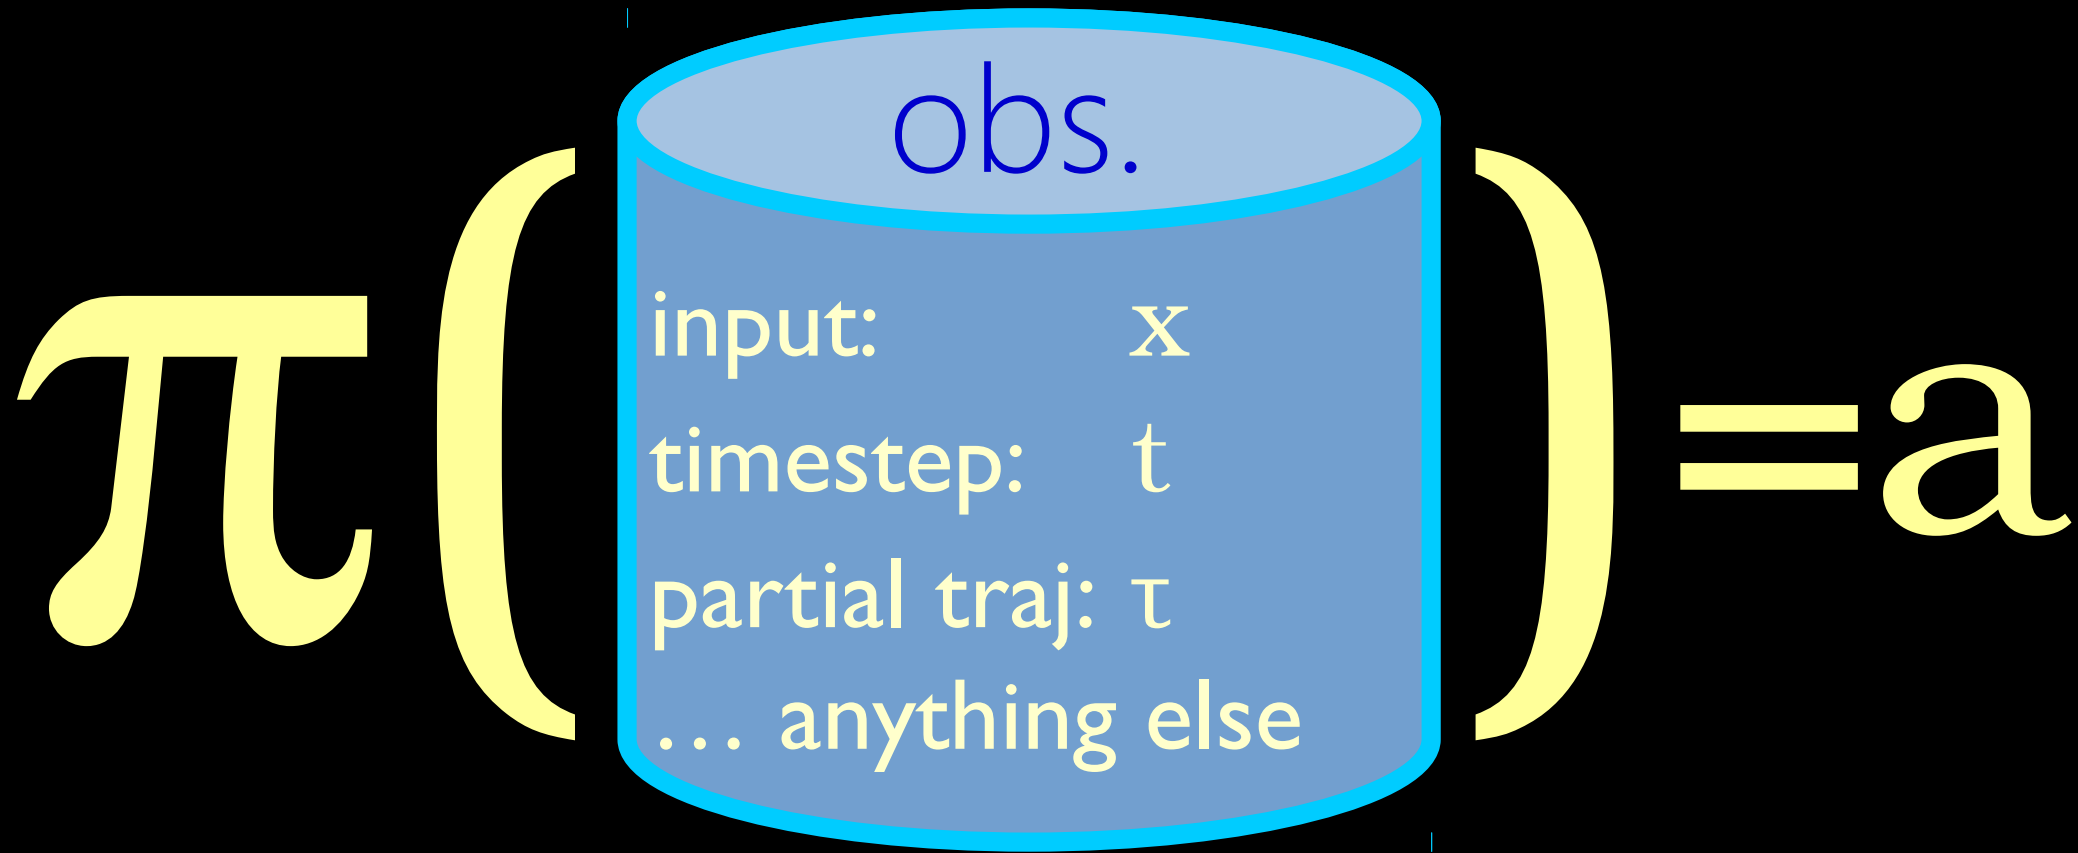 obs.
π( input: x
timestep: t
partial traj: τ
… anything else ) =a